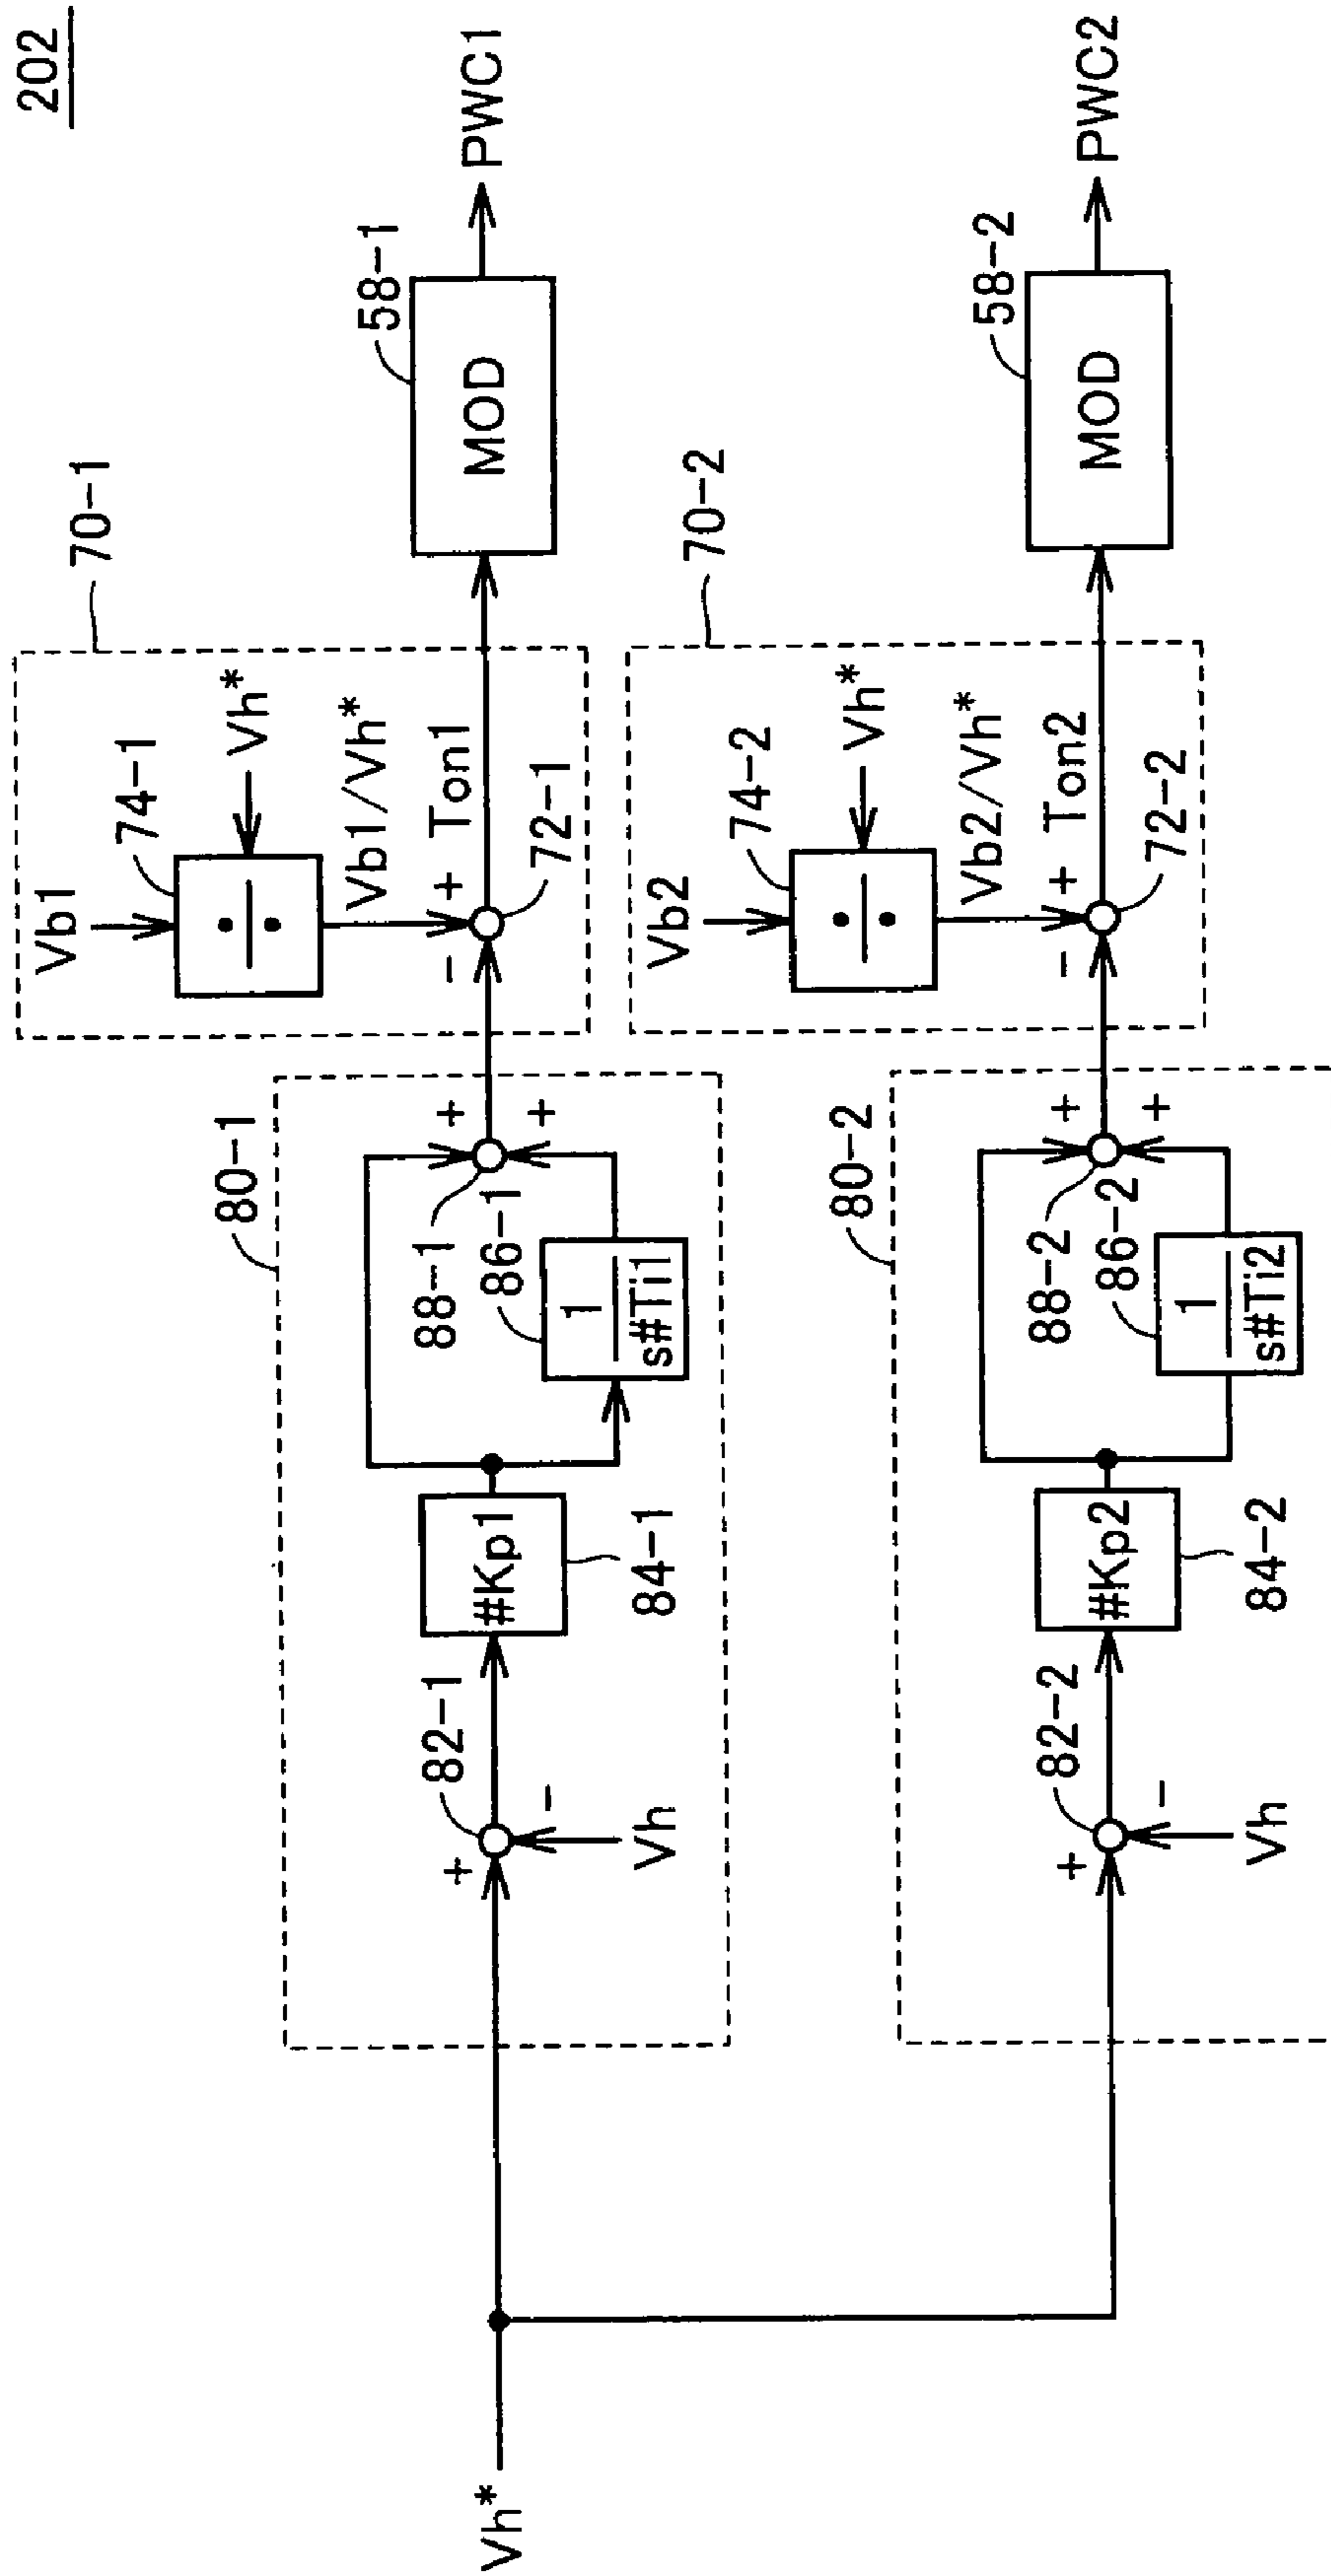 202
Vh*
80-1
82-1
+
-
Vh
#Kp1
84-1
88-1
86-1
1
s#Ti1
+
+
70-1
Vb1
74-1
÷
Vh*
Vb1/Vh*
-
+
Ton1
72-1
58-1
MOD
PWC1
80-2
82-2
+
-
Vh
#Kp2
84-2
88-2
86-2
1
s#Ti2
+
+
70-2
Vb2
74-2
÷
Vh*
Vb2/Vh*
-
+
Ton2
72-2
58-2
MOD
PWC2